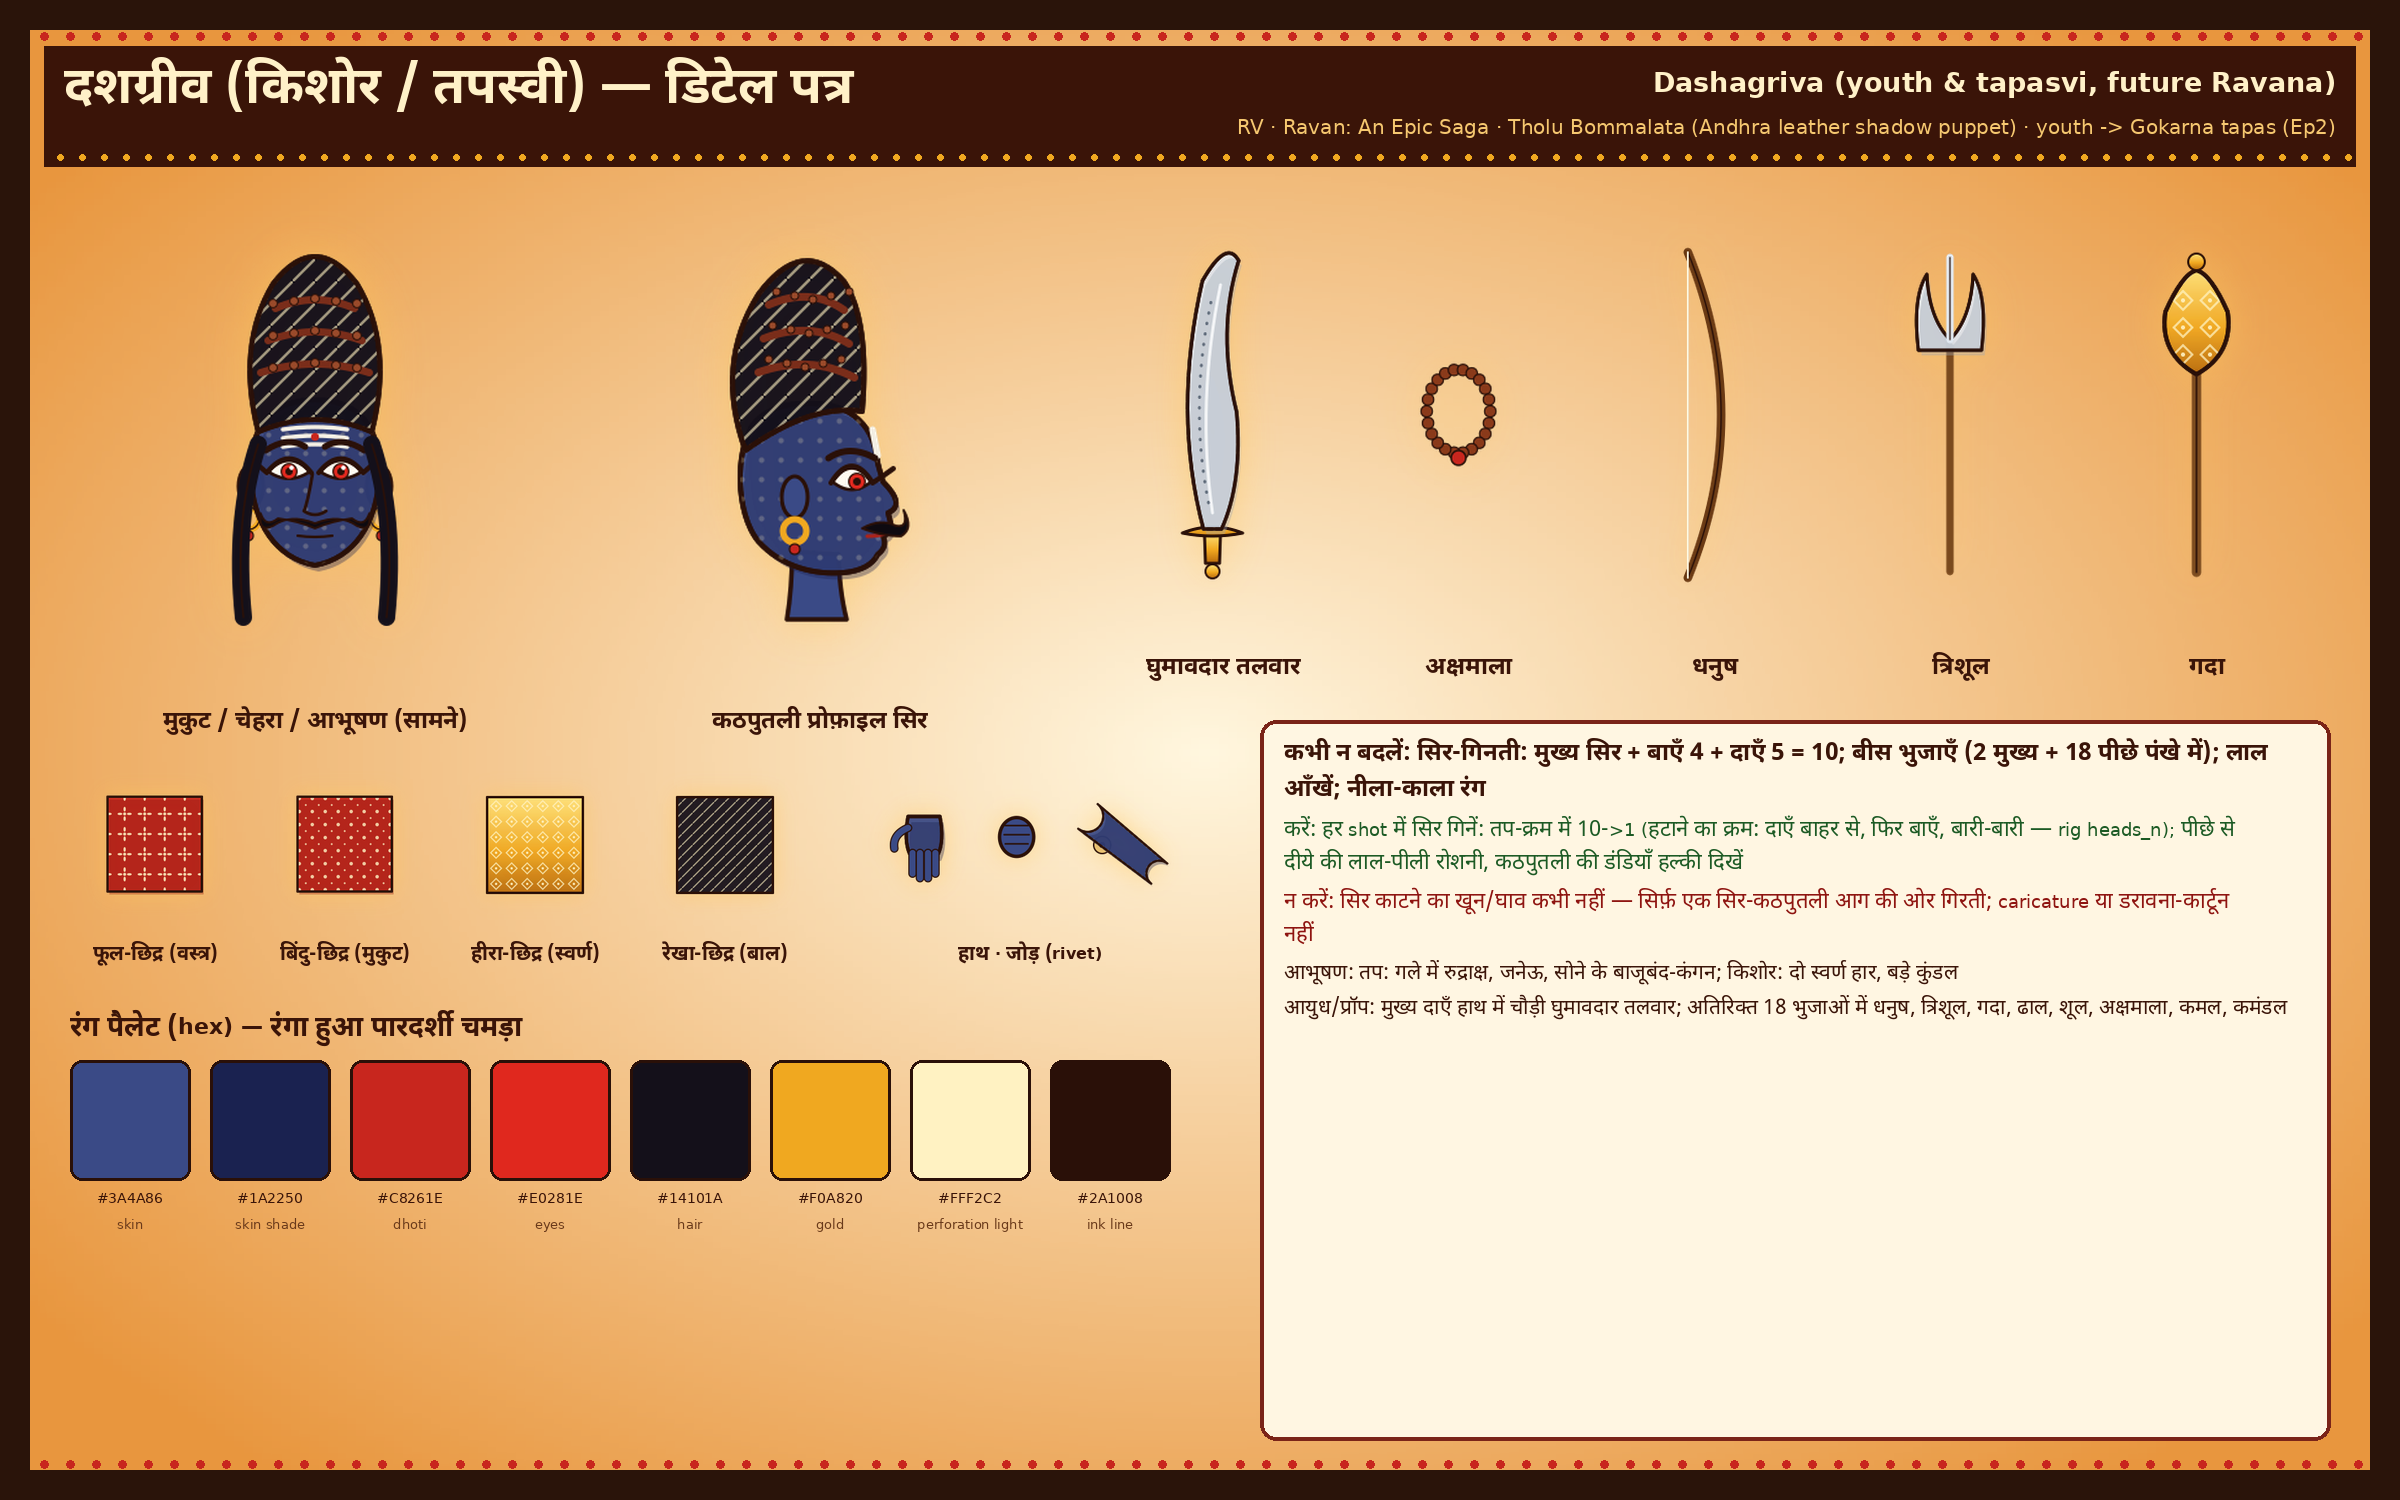 दशग्रीव (किशोर / तपस्वी) — डिटेल पत्र
Dashagriva (youth & tapasvi, future Ravana)
RV · Ravan: An Epic Saga · Tholu Bommalata (Andhra leather shadow puppet) · youth -> Gokarna tapas (Ep2)
घुमावदार तलवार
अक्षमाला
धनुष
त्रिशूल
गदा
मुकुट / चेहरा / आभूषण (सामने)
कठपुतली प्रोफ़ाइल सिर
फूल-छिद्र (वस्त्र)
बिंदु-छिद्र (मुकुट)
हीरा-छिद्र (स्वर्ण)
रेखा-छिद्र (बाल)
हाथ · जोड़ (rivet)
कभी न बदलें: सिर-गिनती: मुख्य सिर + बाएँ 4 + दाएँ 5 = 10; बीस भुजाएँ (2 मुख्य + 18 पीछे पंखे में); लाल
आँखें; नीला-काला रंग
करें: हर shot में सिर गिनें: तप-क्रम में 10->1 (हटाने का क्रम: दाएँ बाहर से, फिर बाएँ, बारी-बारी — rig heads_n); पीछे से
दीये की लाल-पीली रोशनी, कठपुतली की डंडियाँ हल्की दिखें
न करें: सिर काटने का खून/घाव कभी नहीं — सिर्फ़ एक सिर-कठपुतली आग की ओर गिरती; caricature या डरावना-कार्टून
नहीं
आभूषण: तप: गले में रुद्राक्ष, जनेऊ, सोने के बाजूबंद-कंगन; किशोर: दो स्वर्ण हार, बड़े कुंडल
आयुध/प्रॉप: मुख्य दाएँ हाथ में चौड़ी घुमावदार तलवार; अतिरिक्त 18 भुजाओं में धनुष, त्रिशूल, गदा, ढाल, शूल, अक्षमाला, कमल, कमंडल
रंग पैलेट (hex) — रंगा हुआ पारदर्शी चमड़ा
#3A4A86
#1A2250
#C8261E
#E0281E
#14101A
#F0A820
#FFF2C2
#2A1008
skin
skin shade
dhoti
eyes
hair
gold
perforation light
ink line